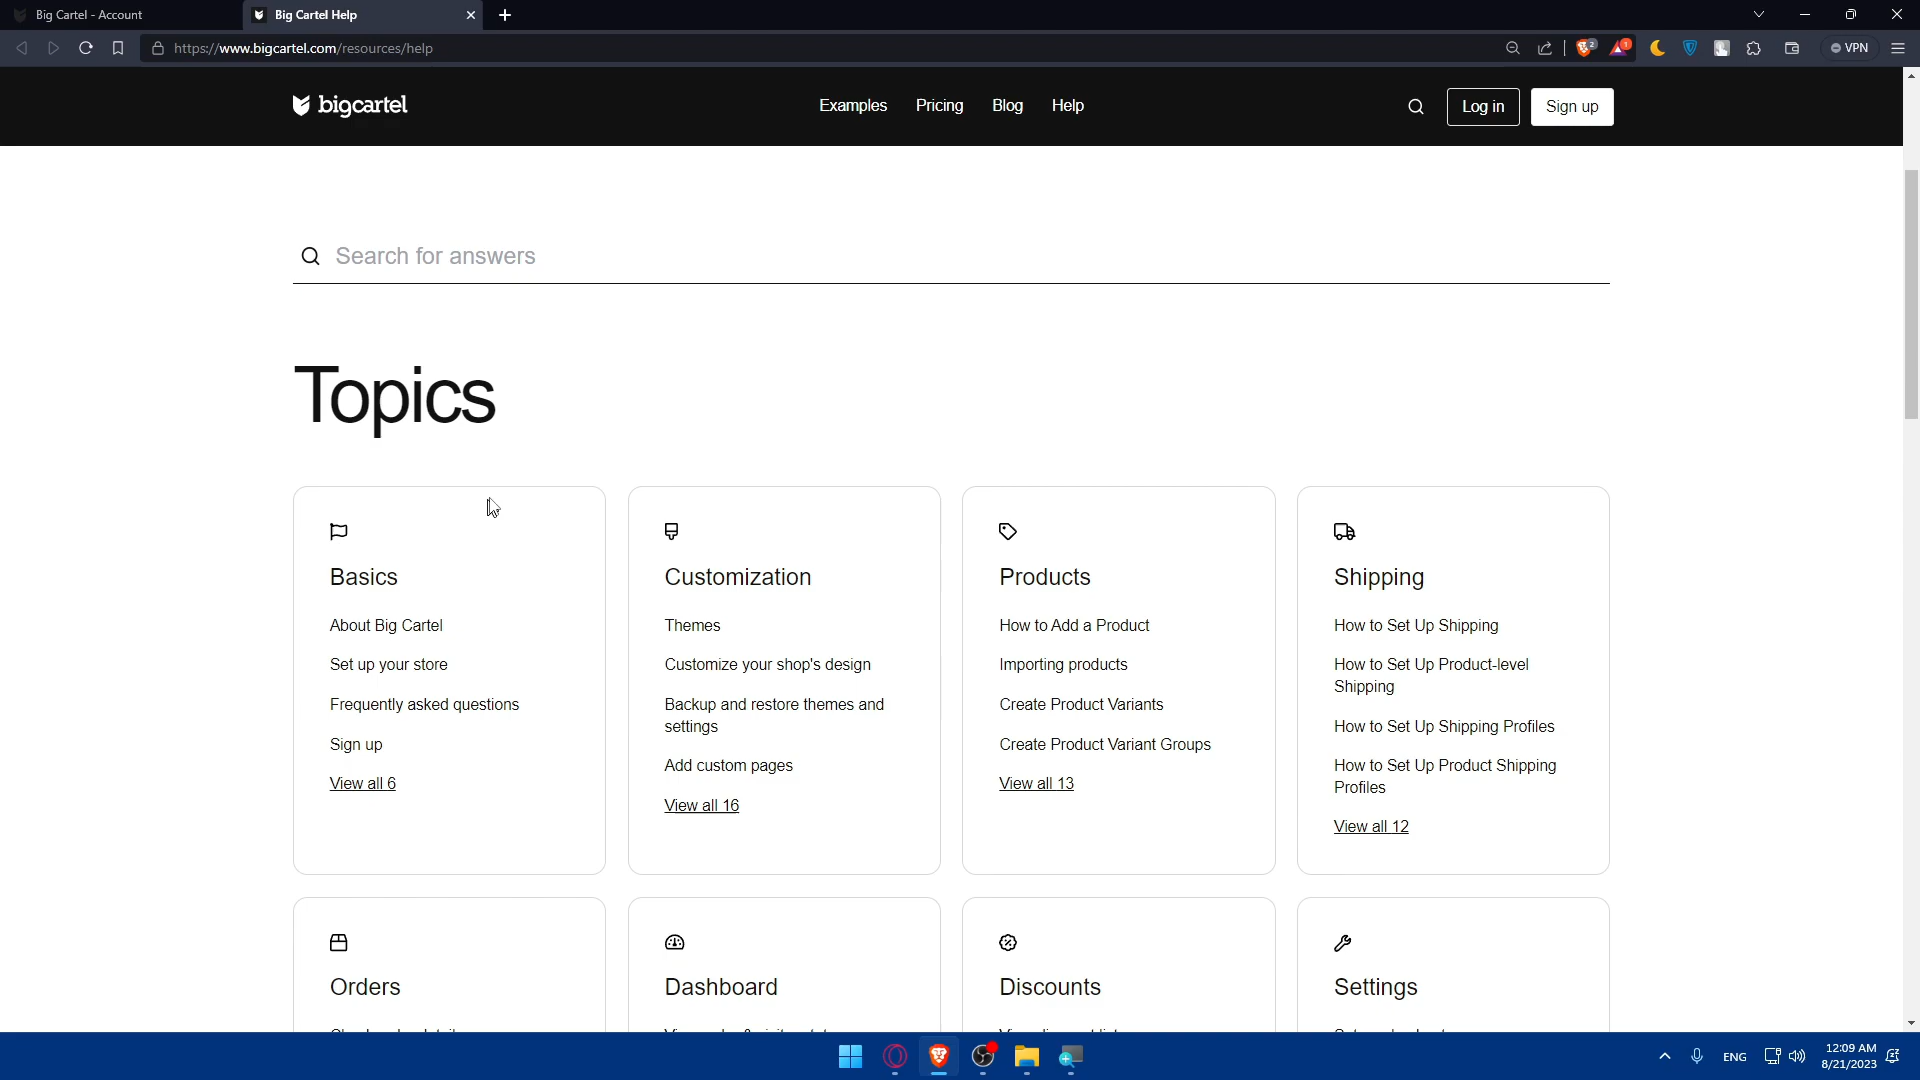 Big Cartel - Account
Big Cartel Help
https://www.bigcartel.com/resources/help
2
1
VPN
bigcartel
Examples Pricing Blog Help
Log in
Sign up
Search for answers
Topics
Basics
About Big Cartel
Set up your store
Frequently asked questions
Sign up
View all 6
Customization
Themes
Customize your shop's design
Backup and restore themes and
settings
Add custom pages
View all 16
Products
How to Add a Product
Importing products
Create Product Variants
Create Product Variant Groups
View all 13
Shipping
How to Set Up Shipping
How to Set Up Product-level
Shipping
How to Set Up Shipping Profiles
How to Set Up Product Shipping
Profiles
View all 12
Orders
Dashboard
Discounts
Settings
ENG
12:09 AM
8/21/2023